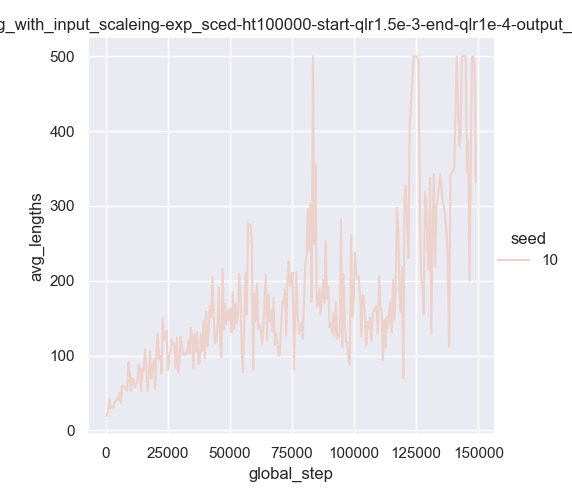 g_with_input_scaleing-exp_sced-ht100000-start-qlr1.5e-3-end-qlr1e-4-output_
500
400
300
200
100
0
avg_lengths
0 25000 50000 75000 100000 125000 150000
global_step
seed
10